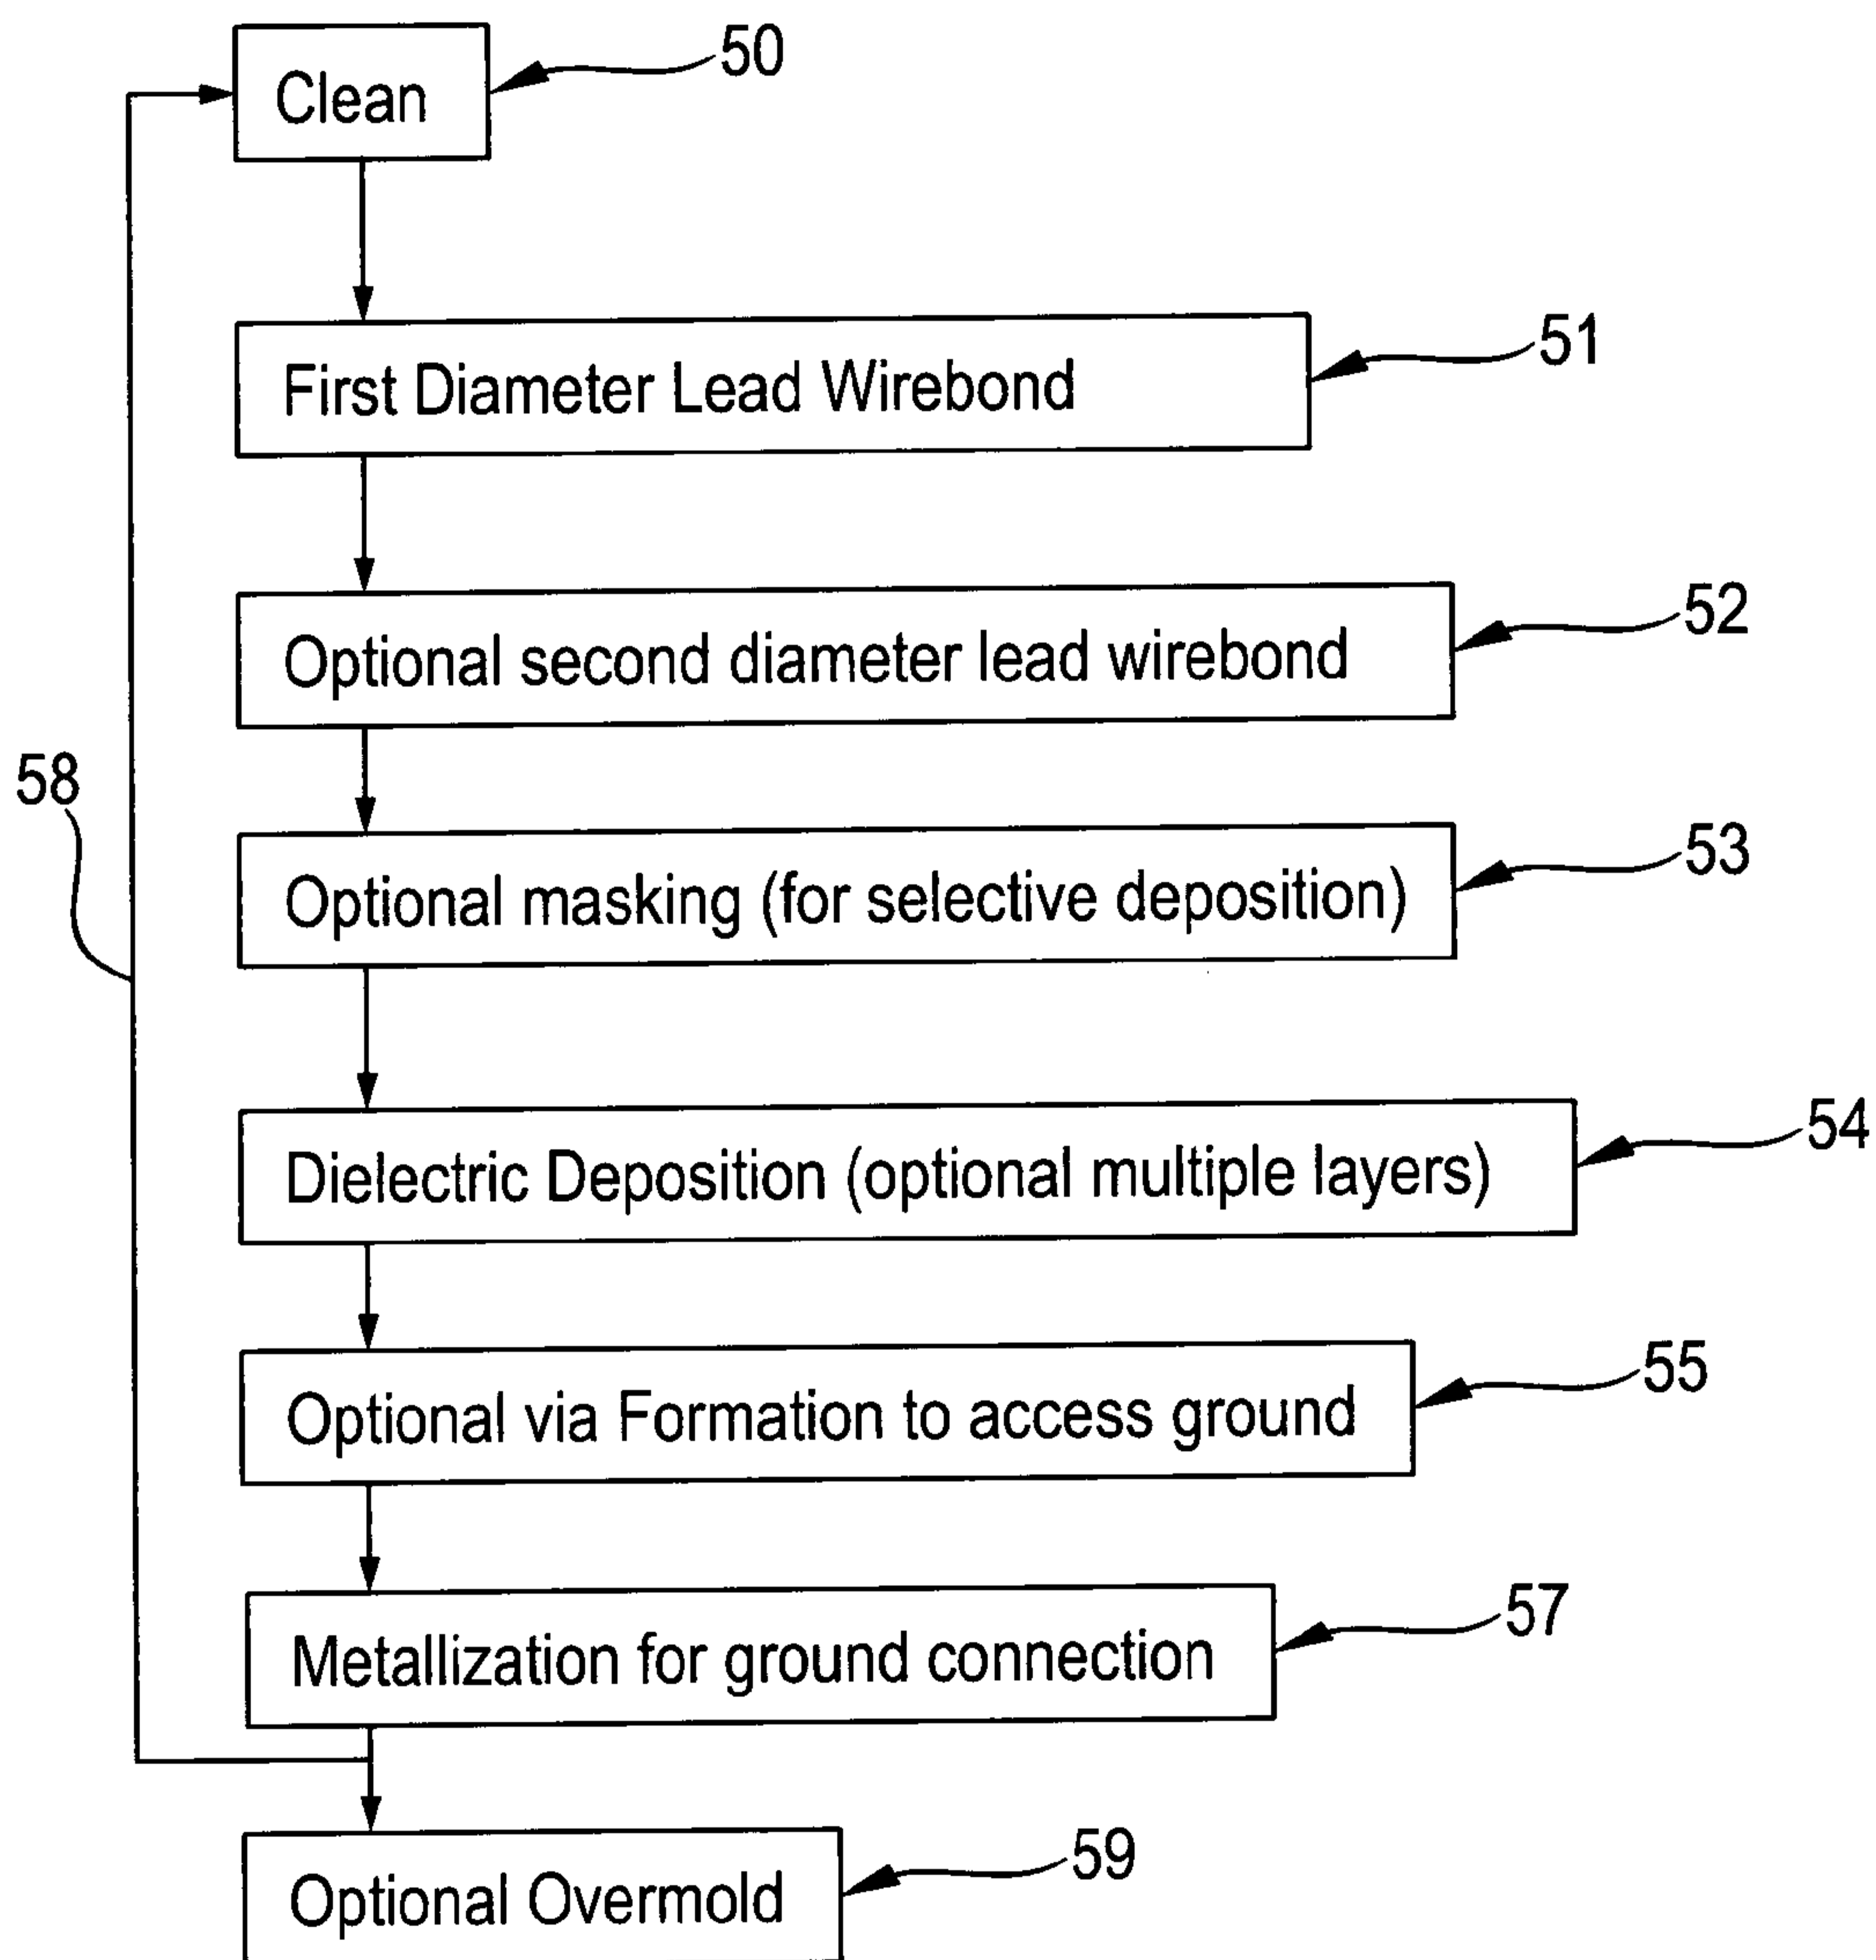 Clean
50
First Diameter Lead Wirebond
51
Optional second diameter lead wirebond
52
58
Optional masking (for selective deposition)
53
Dielectric Deposition (optional multiple layers)
54
Optional via Formation to access ground
55
Metallization for ground connection
57
Optional Overmold
59